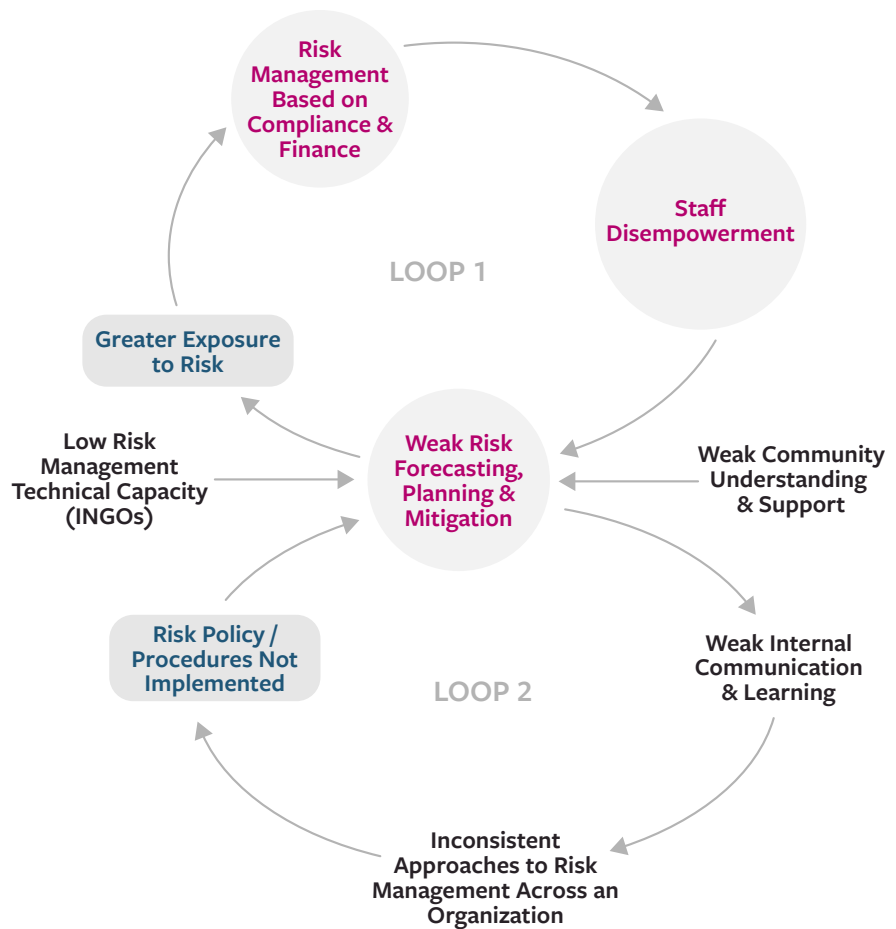 Risk
Management
Based on
Compliance &
Finance
Staff
Disempowerment
LOOP 1
Greater Exposure
to Risk
Low Risk
Management
Technical Capacity
(INGOs)
Weak Risk
Forecasting,
Planning &
Mitigation
Weak Community
Understanding
& Support
Risk Policy /
Procedures Not
Implemented
Weak Internal
Communication
& Learning
LOOP 2
Inconsistent
Approaches to Risk
Management Across an
Organization